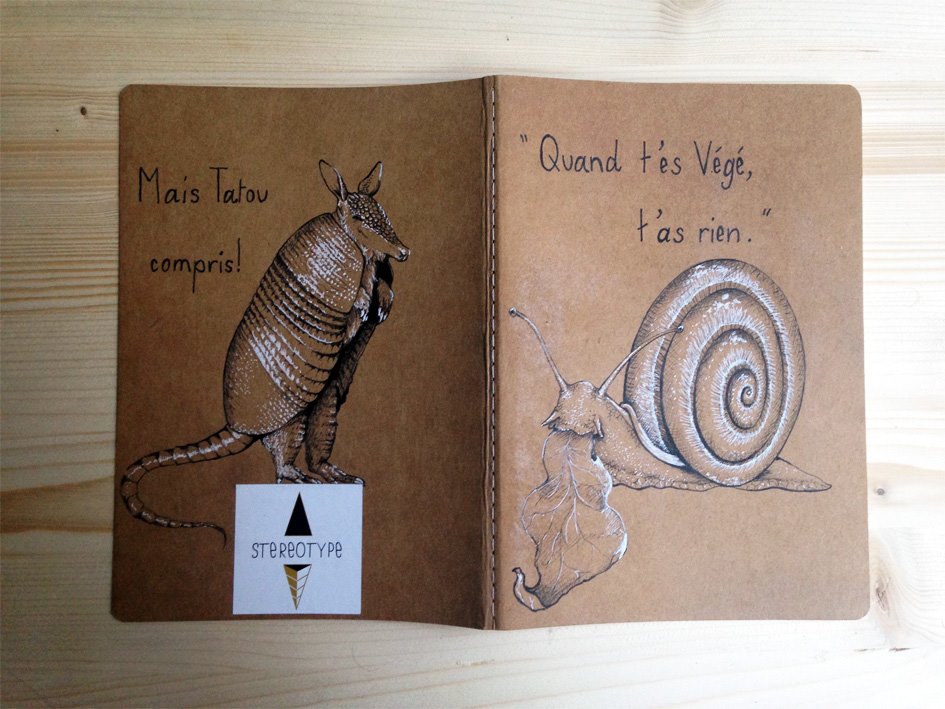 Mais Tatou
compris!
STEREOTYPE
"Quand t'es Végé,
t'as rien."